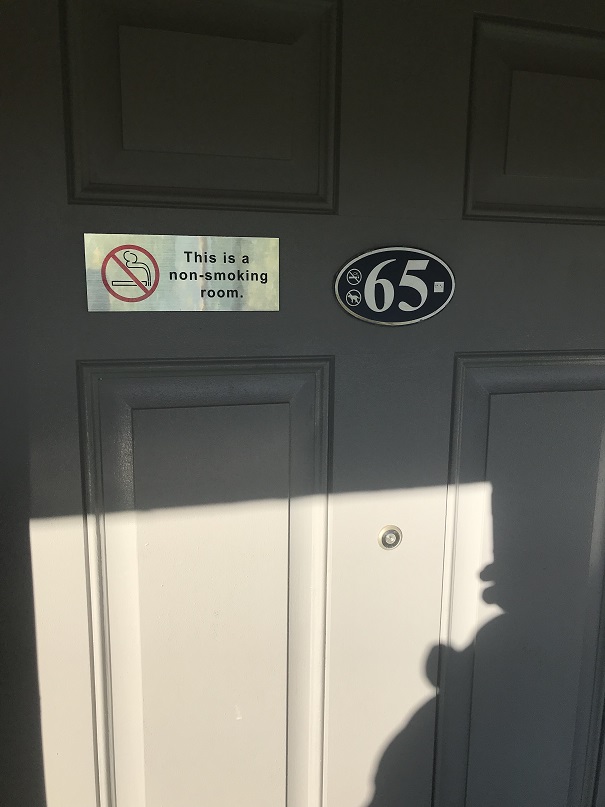 This is a
non-smoking
room.
65